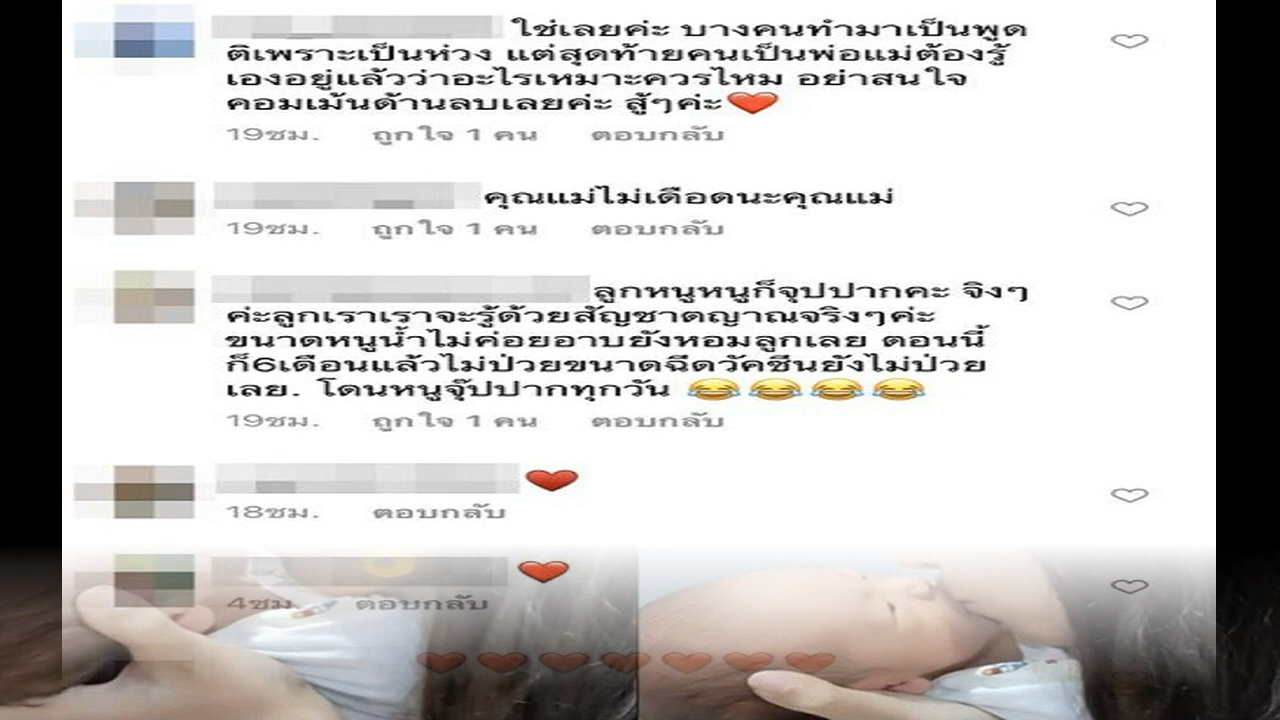 ใช่เลยค่ะ บางคนทำมาเป็นพูด
ติเพราะเป็นห่วง แต่สุดท้ายคนเป็นพ่อแม่ต้องรู้
เองอยู่แล้วว่าอะไรเหมาะควรไหม อย่าสนใจ
คอมเม้นด้านลบเลยค่ะ สู้ๆค่ะ❤️
19ชม. ถูกใจ 1 คน ตอบกลับ
คุณแม่ไม่เดือดนะคุณแม่
19ชม. ถูกใจ 1 คน ตอบกลับ
ลูกหนูหนูก็จุปปากคะ จิงๆ
ค่ะลูกเราเราจะรู้ด้วยสัญชาตญาณจริงๆค่ะ
ขนาดหนูน้ำไม่ค่อยอาบยังหอมลูกเลย ตอนนี้
ก็6เดือนแล้วไม่ป่วยขนาดฉีดวัคซีนยังไม่ป่วย
เลย. โดนหนูจุ๊ปปากทุกวัน 😂😂😂😂
19ชม. ถูกใจ 1 คน ตอบกลับ
❤️
18ชม. ตอบกลับ
❤️
4ชม. ตอบกลับ
❤️❤️❤️❤️❤️❤️❤️